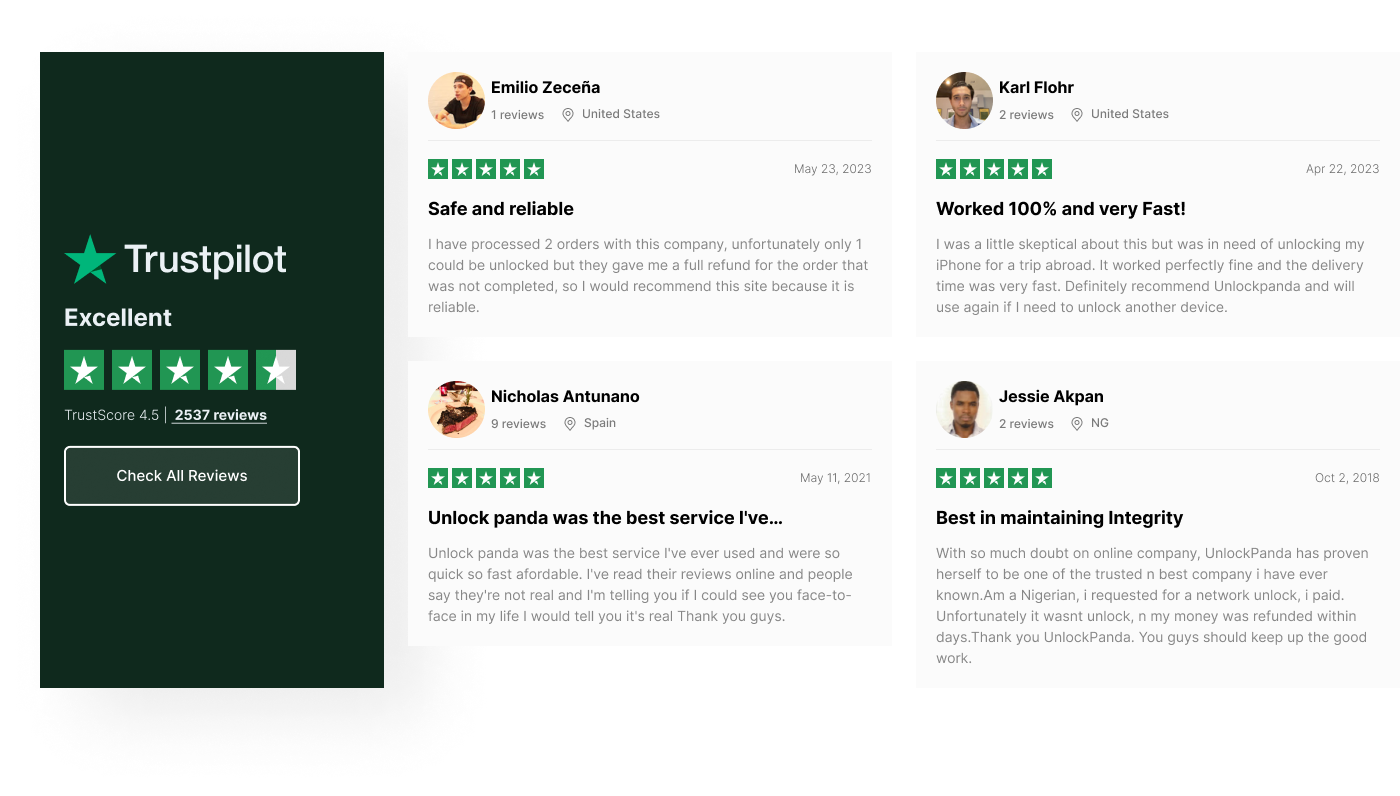 Trustpilot
Excellent
TrustScore 4.5 | 2537 reviews
Check All Reviews
Emilio Zeceña
1 reviews United States
May 23, 2023
Safe and reliable
I have processed 2 orders with this company, unfortunately only 1
could be unlocked but they gave me a full refund for the order that
was not completed, so I would recommend this site because it is
reliable.
Karl Flohr
2 reviews United States
Apr 22, 2023
Worked 100% and very Fast!
I was a little skeptical about this but was in need of unlocking my
iPhone for a trip abroad. It worked perfectly fine and the delivery
time was very fast. Definitely recommend Unlockpanda and will
use again if I need to unlock another device.
Nicholas Antunano
9 reviews Spain
May 11, 2021
Unlock panda was the best service I've...
Unlock panda was the best service I've ever used and were so
quick so fast afordable. I've read their reviews online and people
say they're not real and I'm telling you if I could see you face-to-
face in my life I would tell you it's real Thank you guys.
Jessie Akpan
2 reviews NG
Oct 2, 2018
Best in maintaining Integrity
With so much doubt on online company, UnlockPanda has proven
herself to be one of the trusted n best company i have ever
known.Am a Nigerian, i requested for a network unlock, i paid.
Unfortunately it wasnt unlock, n my money was refunded within
days.Thank you UnlockPanda. You guys should keep up the good
work.